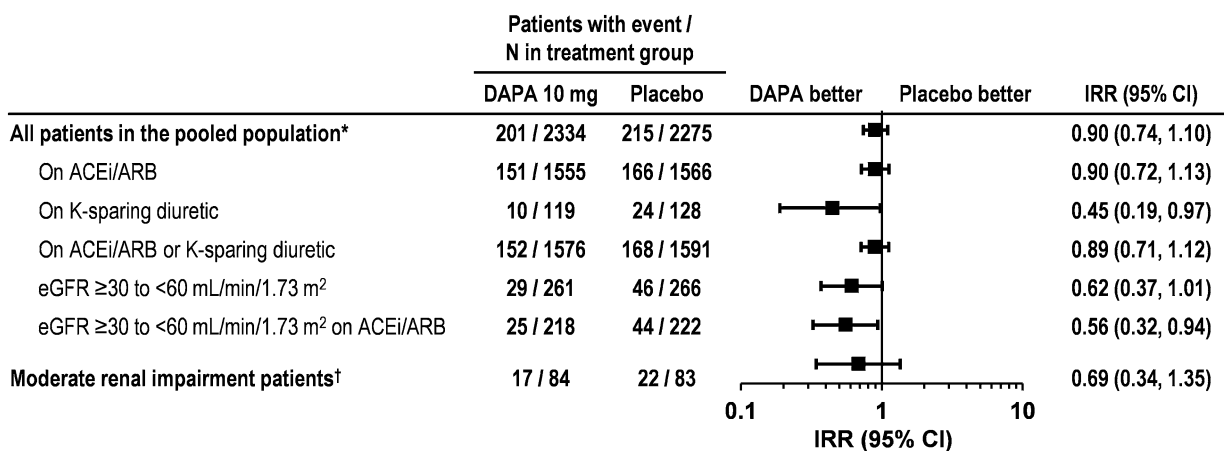 Patients with event /
N in treatment group
DAPA 10 mg Placebo DAPA better Placebo better IRR (95% CI)
All patients in the pooled population* 201 / 2334 215 / 2275 0.90 (0.74, 1.10)
On ACEi/ARB 151 / 1555 166 / 1566 0.90 (0.72, 1.13)
On K-sparing diuretic 10 / 119 24 / 128 0.45 (0.19, 0.97)
On ACEi/ARB or K-sparing diuretic 152 / 1576 168 / 1591 0.89 (0.71, 1.12)
eGFR ≥30 to <60 mL/min/1.73 m² 29 / 261 46 / 266 0.62 (0.37, 1.01)
eGFR ≥30 to <60 mL/min/1.73 m² on ACEi/ARB 25 / 218 44 / 222 0.56 (0.32, 0.94)
Moderate renal impairment patients† 17 / 84 22 / 83 0.69 (0.34, 1.35)
0.1 1 10
IRR (95% CI)